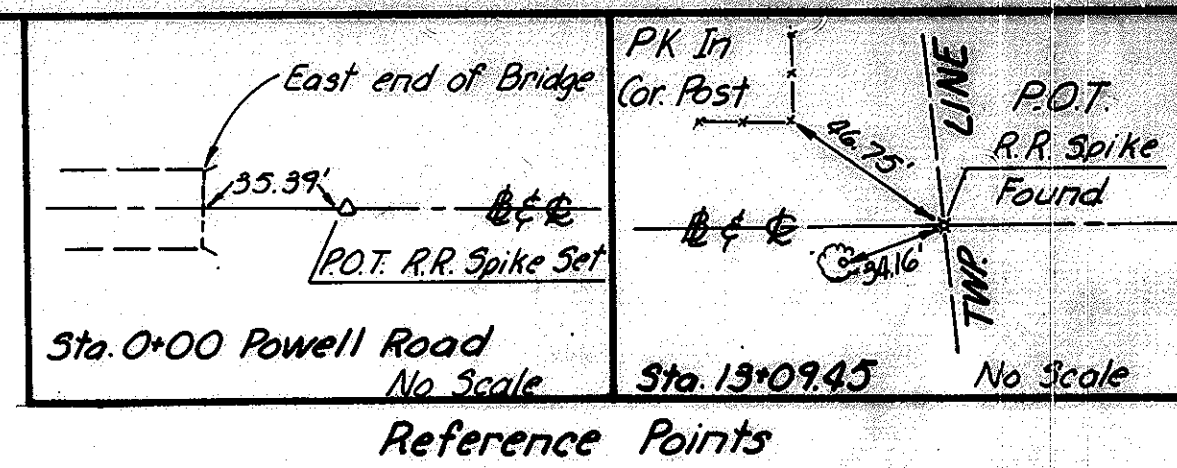 East end of Bridge
35.39'
℄ & ℄
P.O.T. R.R. Spike Set
Sta. 0+00 Powell Road
No Scale
PK In
Cor. Post
46.75'
TWP. LINE
P.O.T.
R.R. Spike
Found
34.16'
Sta. 13+09.45
No Scale
Reference Points